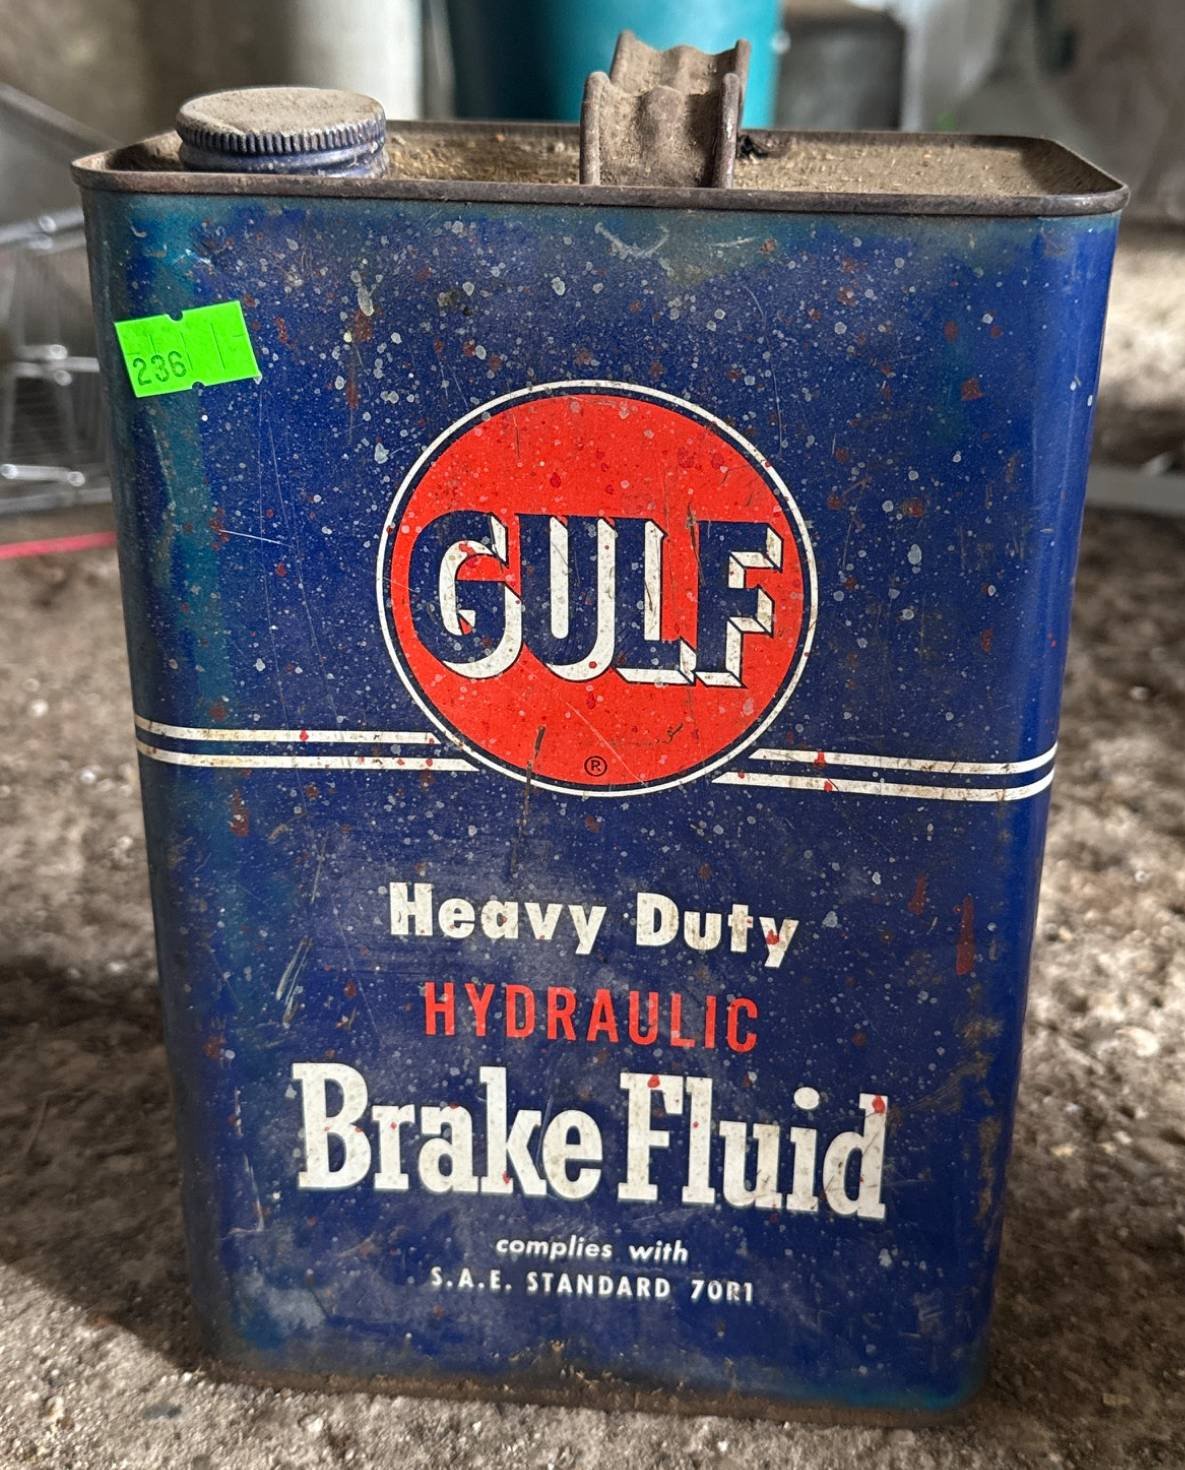 236
GULF
®
Heavy Duty
HYDRAULIC
Brake Fluid
complies with
S.A.E. STANDARD 70R1